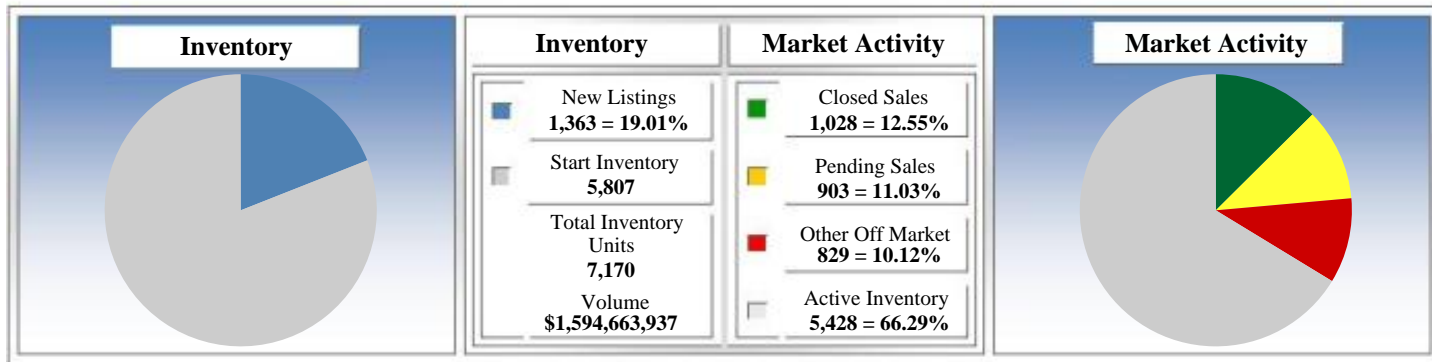 Inventory
Inventory
Market Activity
Market Activity
New Listings
1,363 = 19.01%
Start Inventory
5,807
Total Inventory
Units
7,170
Volume
$1,594,663,937
Closed Sales
1,028 = 12.55%
Pending Sales
903 = 11.03%
Other Off Market
829 = 10.12%
Active Inventory
5,428 = 66.29%